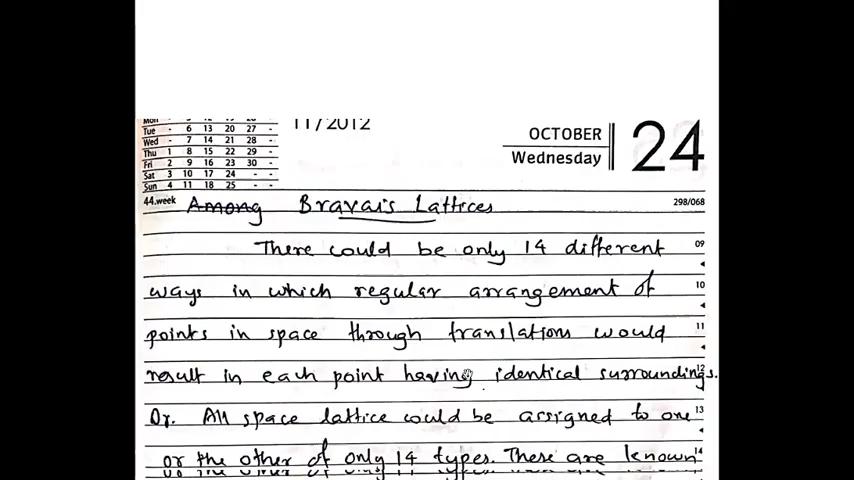 11/2012
Tue - 6 13 20 27 -
Wed - 7 14 21 28 -
Thu 1 8 15 22 29 -
Fri 2 9 16 23 30 -
Sat 3 10 17 24 - -
Sun 4 11 18 25 - -
OCTOBER
Wednesday
24
44.week
298/068
Among Bravais Lattices
There could be only 14 different 09
ways in which regular arrangement of 10
points in space through translations would 11
result in each point having identical surroundings. 12
Or. All space lattice could be assigned to one 13
or the other of only 14 types. These are known 14